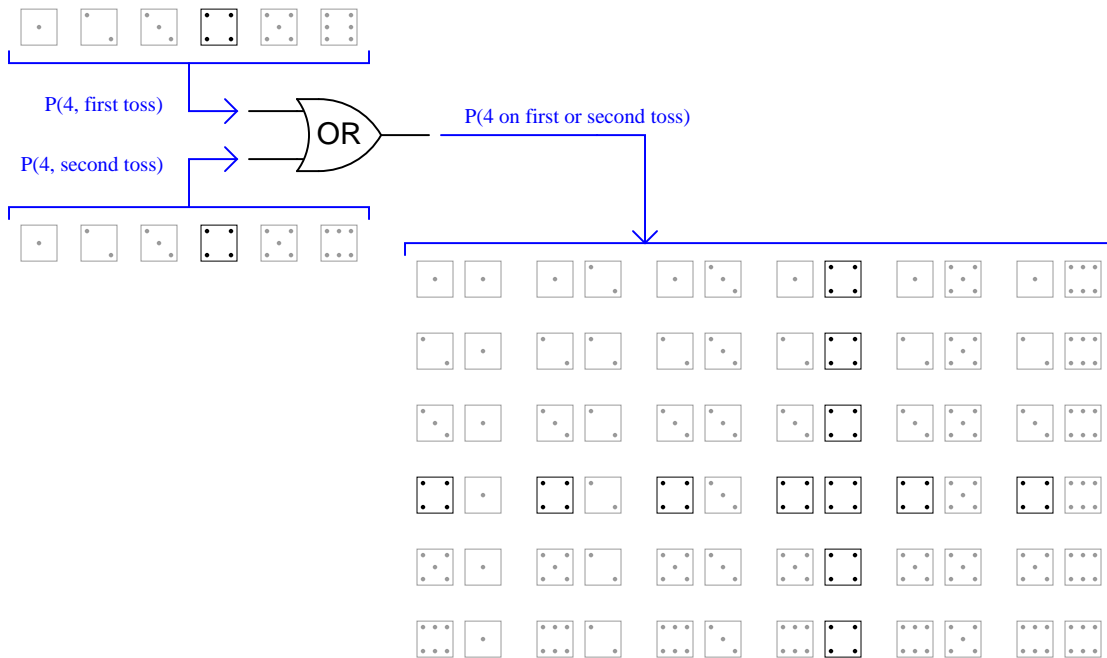 P(4, first toss)
OR
P(4 on first or second toss)
P(4, second toss)